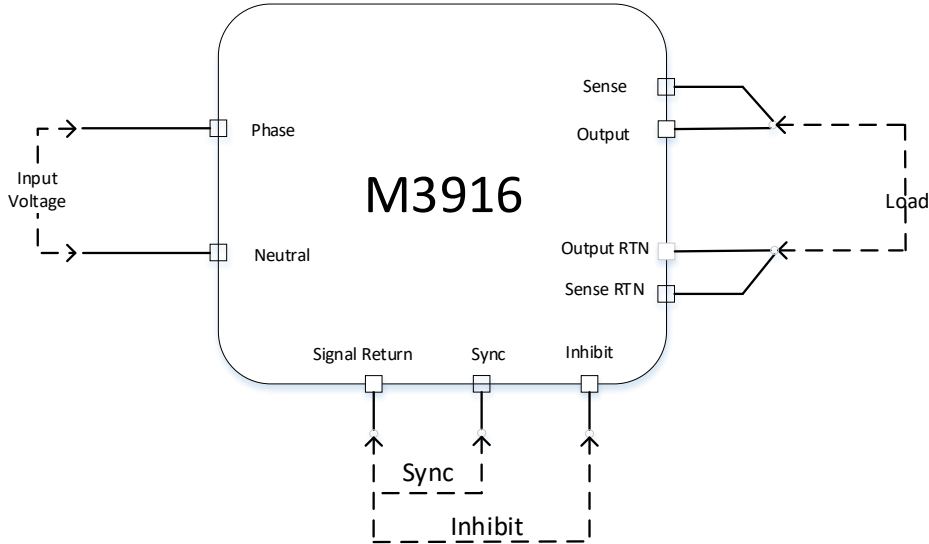 Sense
Phase
Output
Input
Voltage
M3916
Load
Neutral
Output RTN
Sense RTN
Signal Return
Sync
Inhibit
Sync
Inhibit